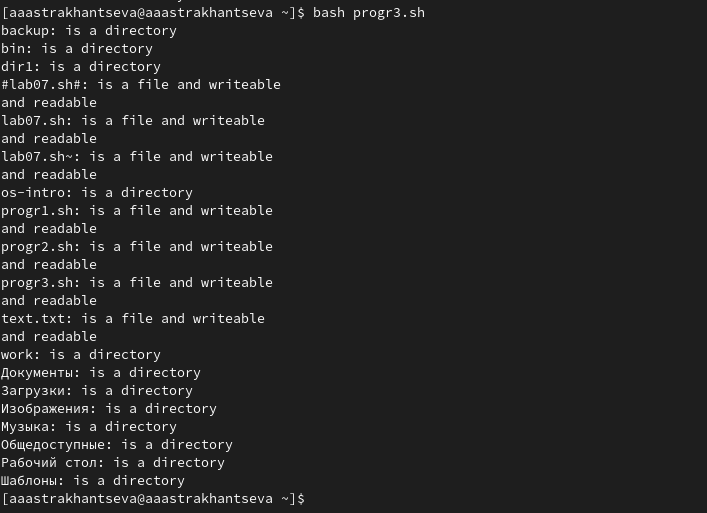 [aaastrakhantseva@aaastrakhantseva ~]$ bash progr3.sh
backup: is a directory
bin: is a directory
dir1: is a directory
#lab07.sh#: is a file and writeable
and readable
lab07.sh: is a file and writeable
and readable
lab07.sh~: is a file and writeable
and readable
os-intro: is a directory
progr1.sh: is a file and writeable
and readable
progr2.sh: is a file and writeable
and readable
progr3.sh: is a file and writeable
and readable
text.txt: is a file and writeable
and readable
work: is a directory
Документы: is a directory
Загрузки: is a directory
Изображения: is a directory
Музыка: is a directory
Общедоступные: is a directory
Рабочий стол: is a directory
Шаблоны: is a directory
[aaastrakhantseva@aaastrakhantseva ~]$